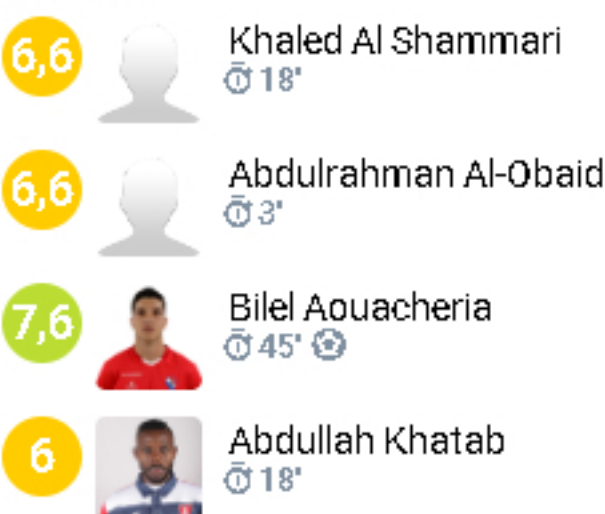 6,6 Khaled Al Shammari
18'
6,6 Abdulrahman Al-Obaid
3'
7,6 Bilel Aouacheria
45'
6 Abdullah Khatab
18'